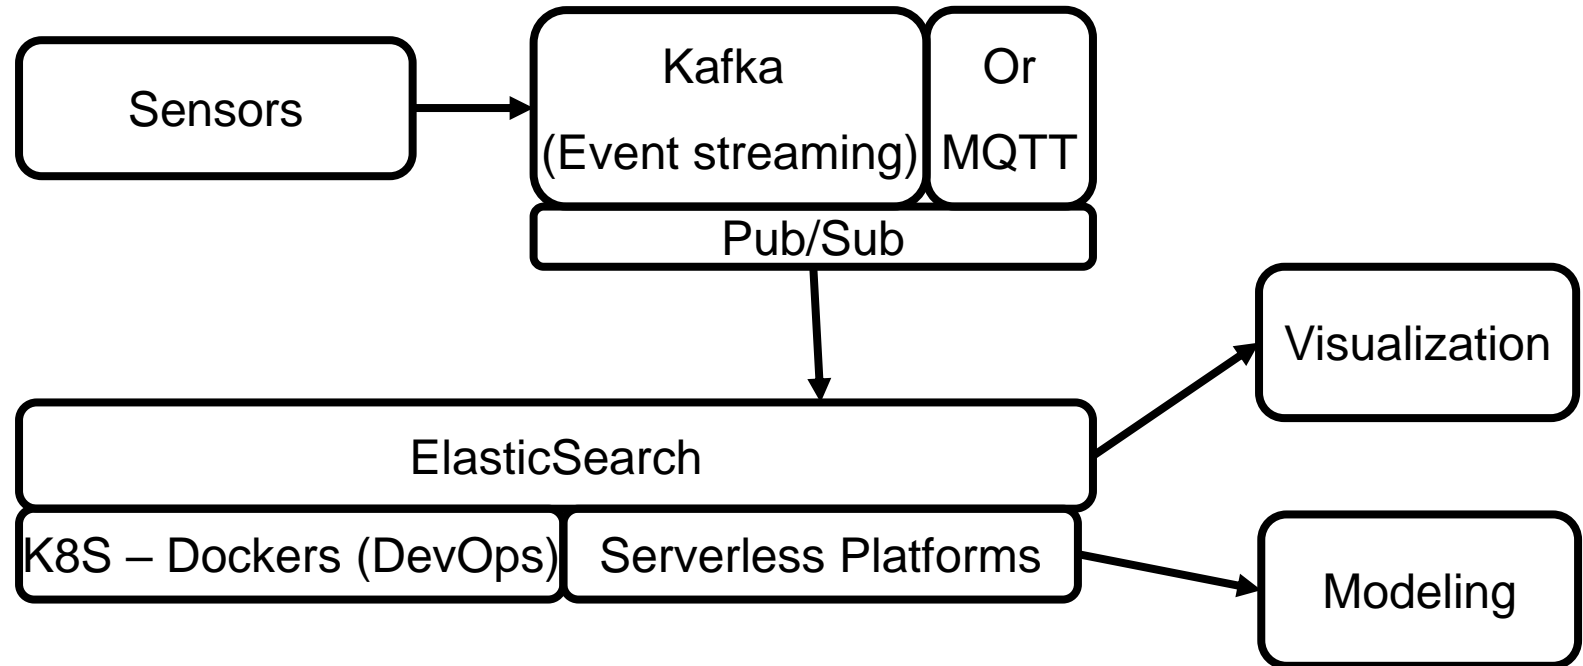 Sensors
Kafka
(Event streaming)
Or
MQTT
Pub/Sub
Visualization
ElasticSearch
K8S – Dockers (DevOps)
Serverless Platforms
Modeling